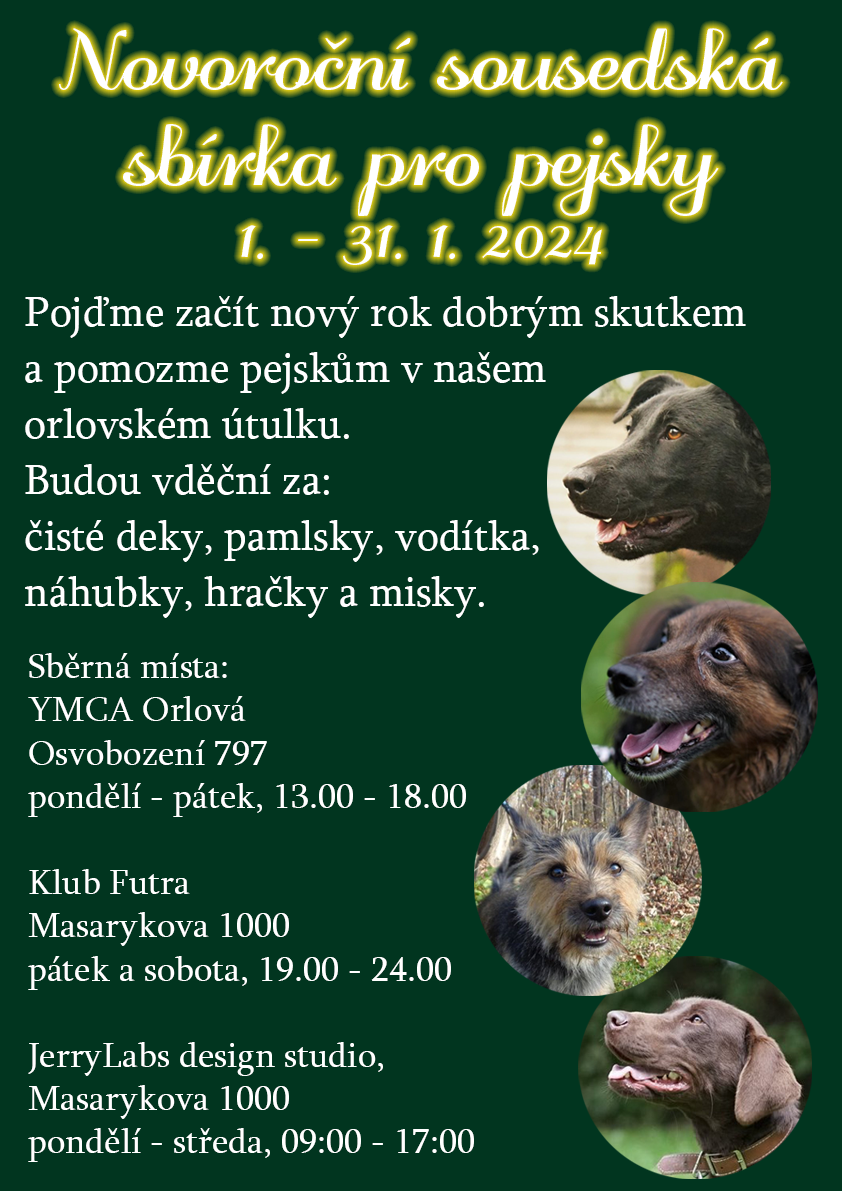 Novoroční sousedská
sbírka pro pejsky
1. - 31. 1. 2024
Pojďme začít nový rok dobrým skutkem
a pomozme pejskům v našem
orlovském útulku.
Budou vděční za:
čisté deky, pamlsky, vodítka,
náhubky, hračky a misky.
Sběrná místa:
YMCA Orlová
Osvobození 797
pondělí - pátek, 13.00 - 18.00
Klub Futra
Masarykova 1000
pátek a sobota, 19.00 - 24.00
JerryLabs design studio,
Masarykova 1000
pondělí - středa, 09:00 - 17:00